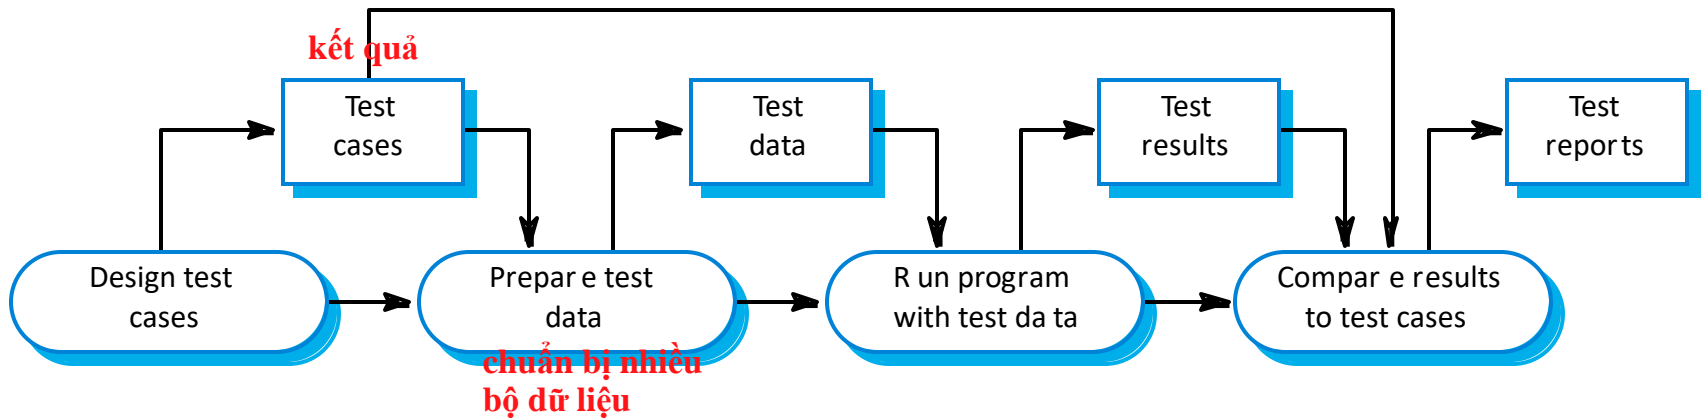 kết quả
Test
cases
Test
data
Test
results
Test
reports
Design test
cases
Prepare test
data
Run program
with test data
Compare results
to test cases
chuẩn bị nhiều
bộ dữ liệu